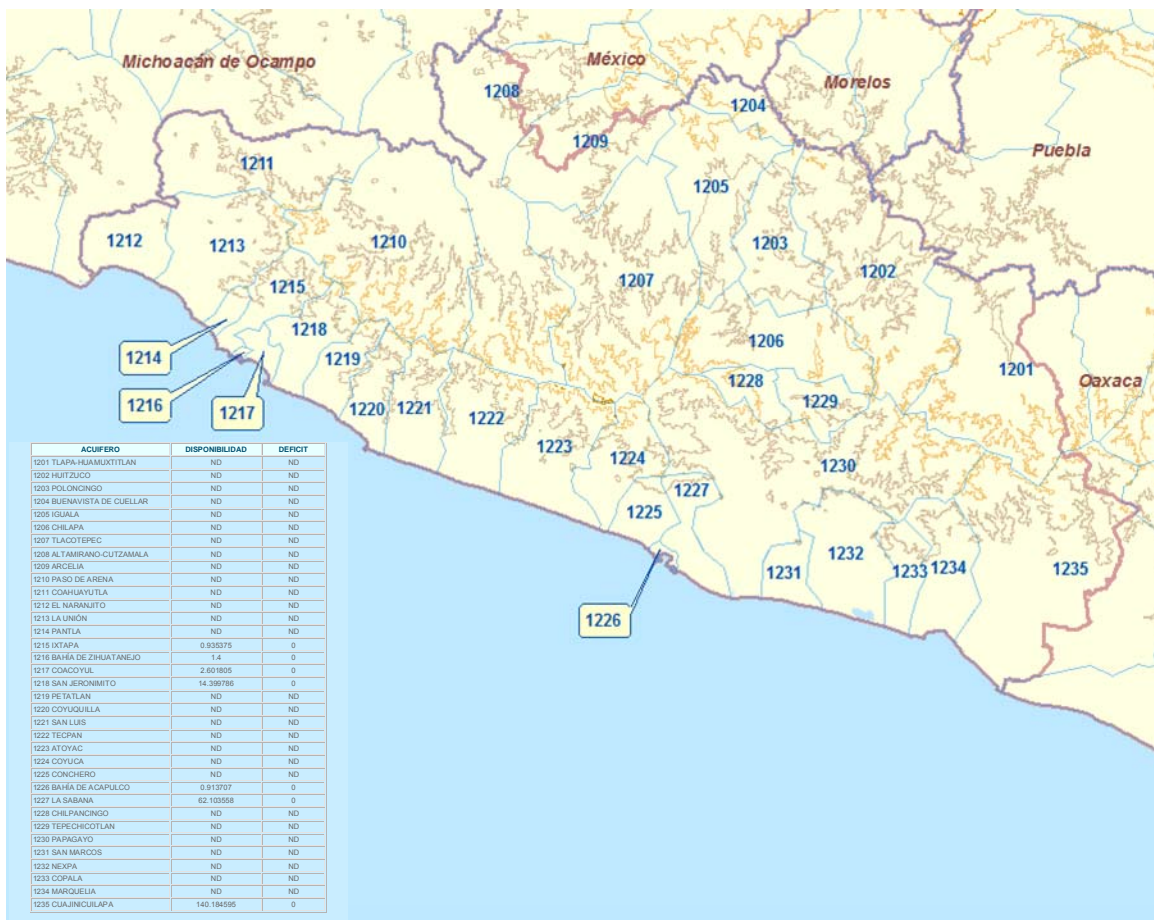 Michoacán de Ocampo
México
1208
Morelos
1204
1209
Puebla
1211
1205
1212
1213
1210
1203
1202
1207
1215
1218
1206
1214
1219
1201
1228
Oaxaca
1216
1217
1220
1221
1222
1229
1223
1224
1230
1227
1225
1232
1231
1233
1234
1235
1226
ACUIFERO DISPONIBILIDAD DEFICIT
1201 TLAPA-HUAMUXTITLAN ND ND
1202 HUITZUCO ND ND
1203 POLONCINGO ND ND
1204 BUENAVISTA DE CUELLAR ND ND
1205 IGUALA ND ND
1206 CHILAPA ND ND
1207 TLACOTEPEC ND ND
1208 ALTAMIRANO-CUTZAMALA ND ND
1209 ARCELIA ND ND
1210 PASO DE ARENA ND ND
1211 COAHUAYUTLA ND ND
1212 EL NARANJITO ND ND
1213 LA UNIÓN ND ND
1214 PANTLA ND ND
1215 IXTAPA 0.935375 0
1216 BAHÍA DE ZIHUATANEJO 1.4 0
1217 COACOYUL 2.601805 0
1218 SAN JERONIMITO 14.399786 0
1219 PETATLAN ND ND
1220 COYUQUILLA ND ND
1221 SAN LUIS ND ND
1222 TECPAN ND ND
1223 ATOYAC ND ND
1224 COYUCA ND ND
1225 CONCHERO ND ND
1226 BAHÍA DE ACAPULCO 0.913707 0
1227 LA SABANA 62.103558 0
1228 CHILPANCINGO ND ND
1229 TEPECHICOTLAN ND ND
1230 PAPAGAYO ND ND
1231 SAN MARCOS ND ND
1232 NEXPA ND ND
1233 COPALA ND ND
1234 MARQUELIA ND ND
1235 CUAJINICUILAPA 140.184595 0